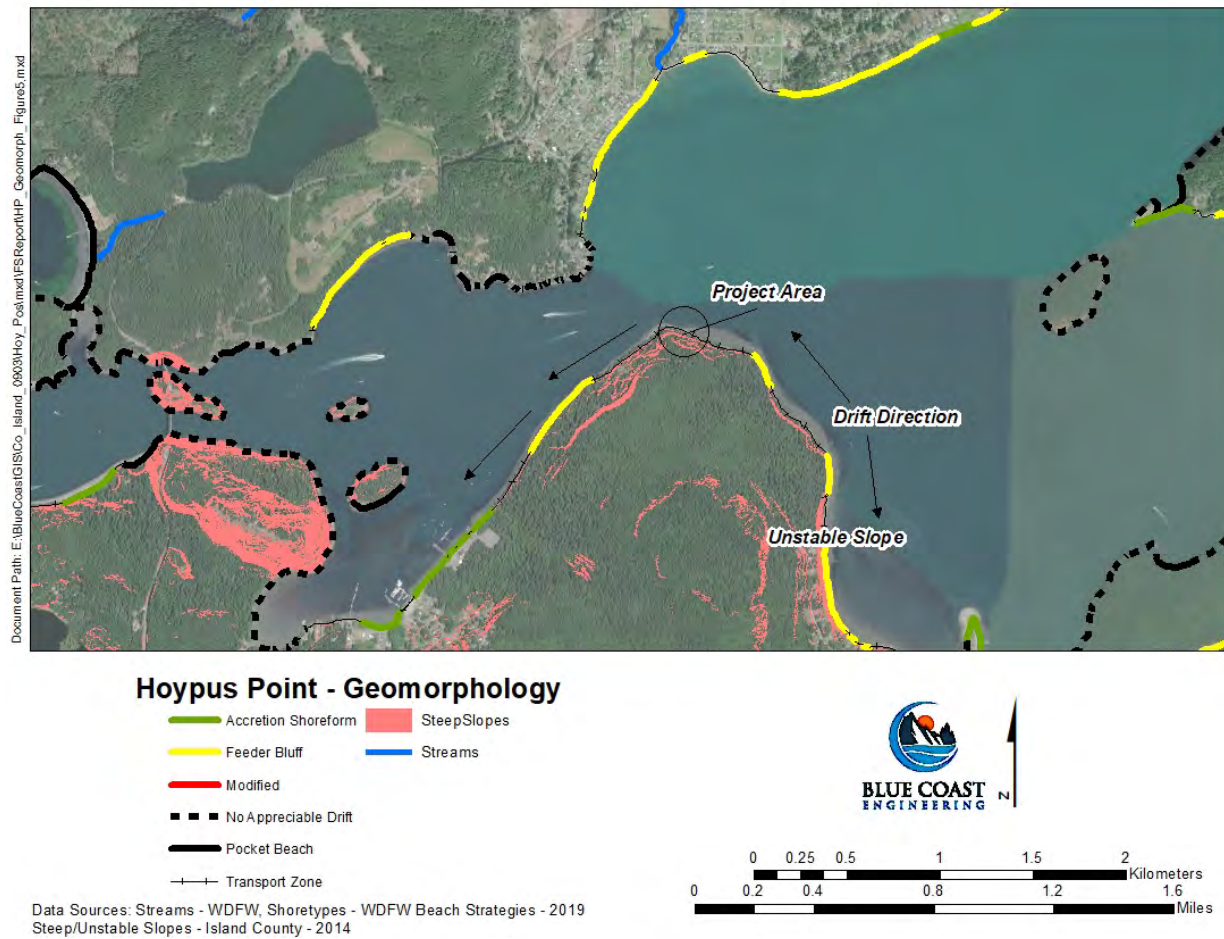 Document Path: E:\BlueCoastGIS\Co_Island_0903\Hoy_Pos\mxd\FSReport\HP_Geomorph_Figure5.mxd
Project Area
Drift Direction
Unstable Slope
Hoypus Point - Geomorphology
Accretion Shoreform
SteepSlopes
Feeder Bluff
Streams
Modified
No Appreciable Drift
Pocket Beach
Transport Zone
BLUE COAST
ENGINEERING
N
0 0.25 0.5 1 1.5 2
Kilometers
0 0.2 0.4 0.8 1.2 1.6
Miles
Data Sources: Streams - WDFW, Shoretypes - WDFW Beach Strategies - 2019
Steep/Unstable Slopes - Island County - 2014